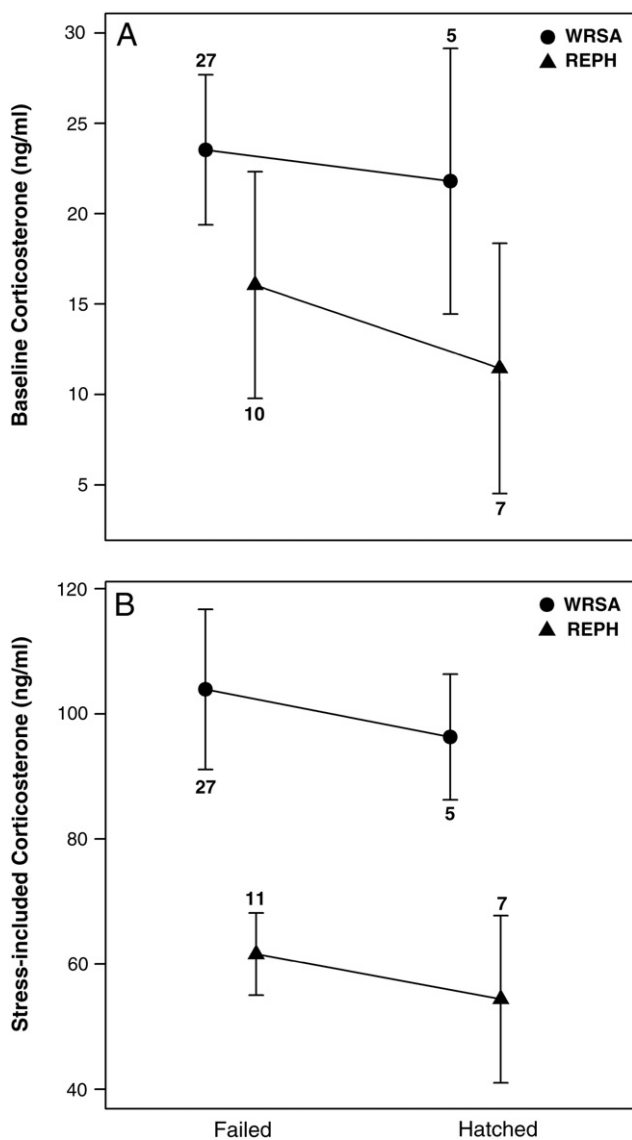 A
WRSA
REPH
30
25
20
15
10
5
Baseline Corticosterone (ng/ml)
27
5
10
7
B
WRSA
REPH
120
100
80
60
40
Stress-included Corticosterone (ng/ml)
27
5
11
7
Failed Hatched